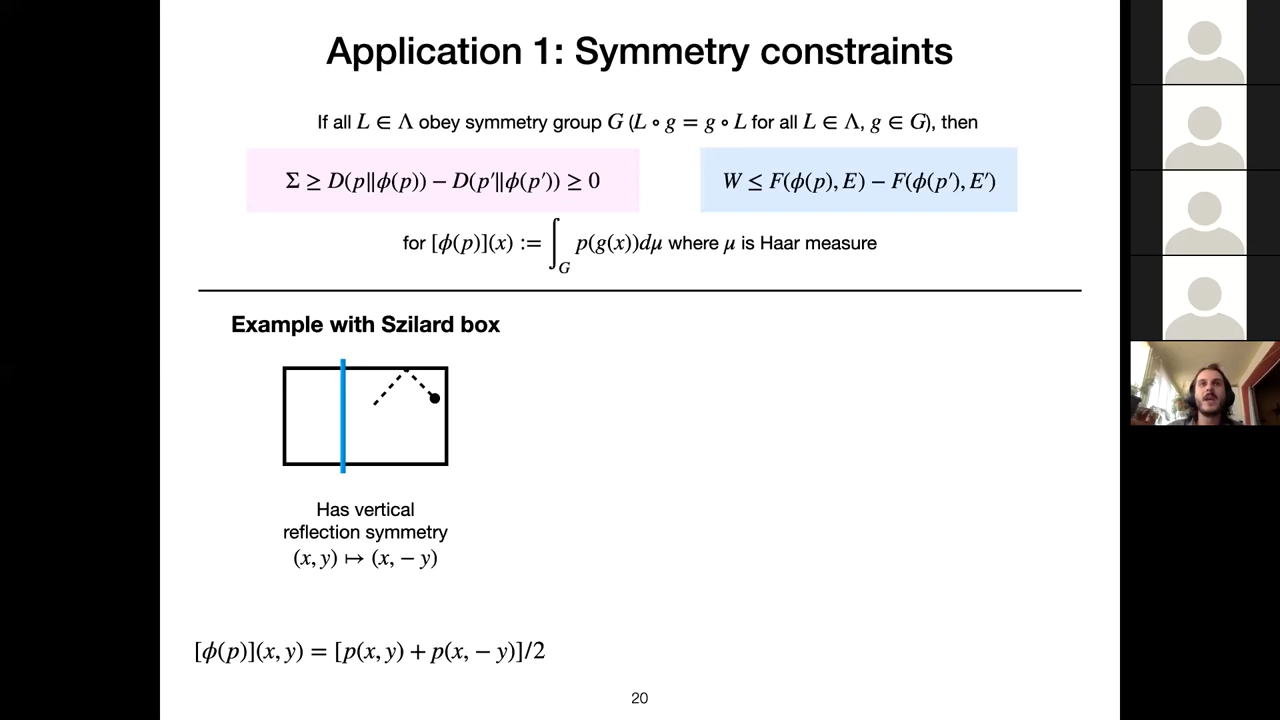 Application 1: Symmetry constraints
If all L ∈ Λ obey symmetry group G (L ∘ g = g ∘ L for all L ∈ Λ, g ∈ G), then
Σ ≥ D(p∥ϕ(p)) − D(p′∥ϕ(p′)) ≥ 0
W ≤ F(ϕ(p), E) − F(ϕ(p′), E′)
for [ϕ(p)](x) := ∫_G p(g(x))dμ where μ is Haar measure
Example with Szilard box
Has vertical
reflection symmetry
(x, y) ↦ (x, − y)
[ϕ(p)](x, y) = [p(x, y) + p(x, − y)]/2
20